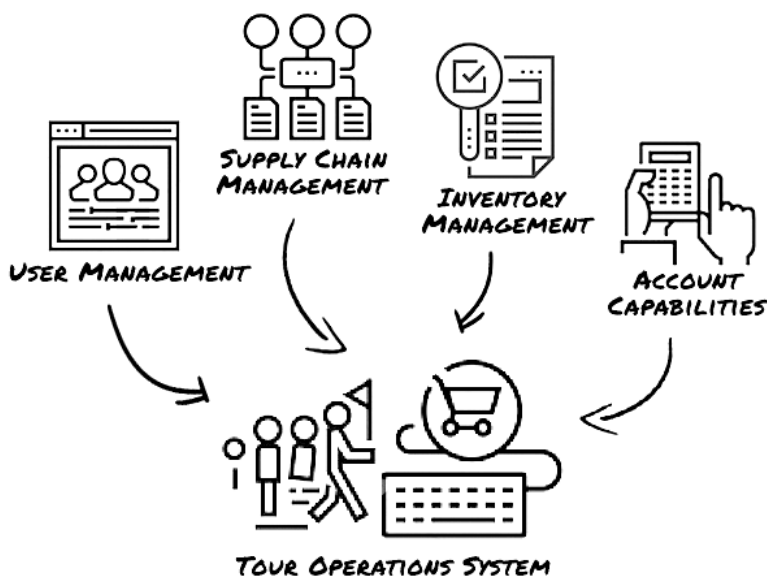 Supply Chain
Management
Inventory
Management
User Management
Account
Capabilities
Tour Operations System